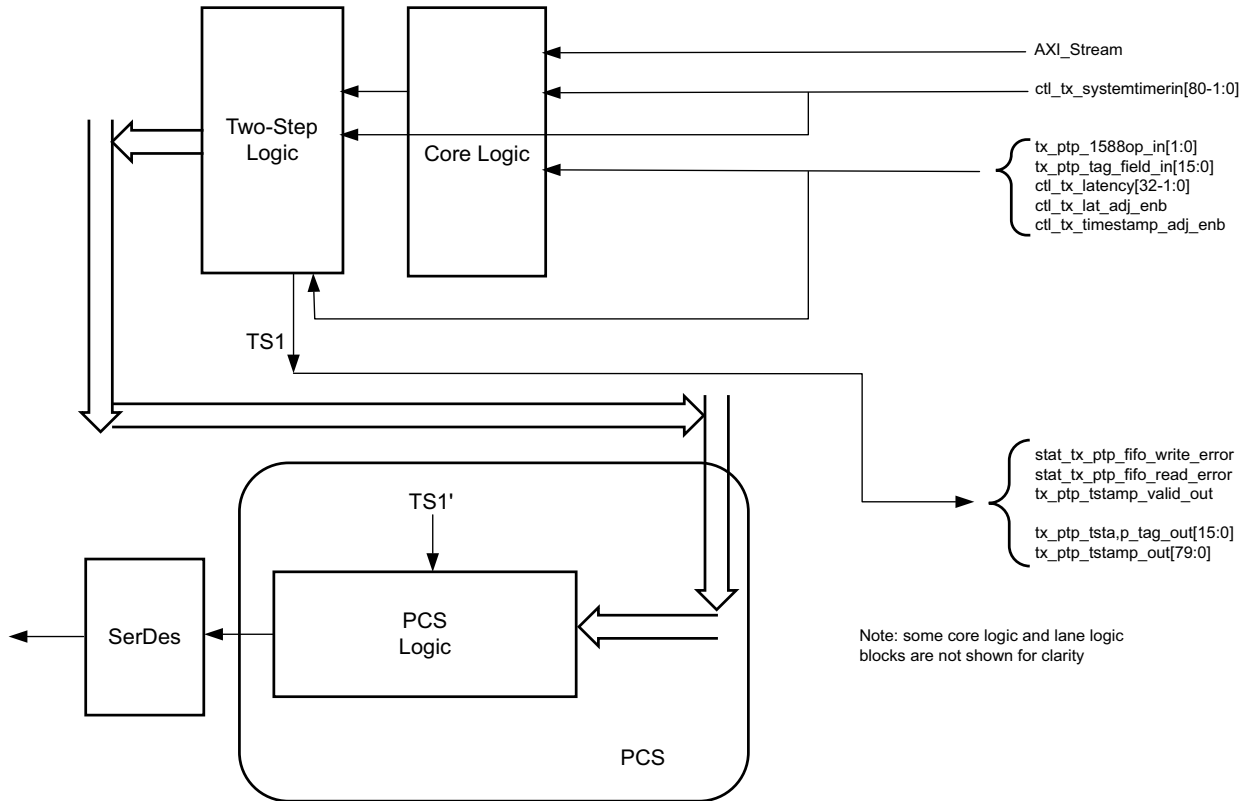 AXI_Stream
ctl_tx_systemtimerin[80-1:0]
Two-Step
Logic
Core Logic
tx_ptp_1588op_in[1:0]
tx_ptp_tag_field_in[15:0]
ctl_tx_latency[32-1:0]
ctl_tx_lat_adj_enb
ctl_tx_timestamp_adj_enb
TS1
stat_tx_ptp_fifo_write_error
stat_tx_ptp_fifo_read_error
tx_ptp_tstamp_valid_out
tx_ptp_tsta,p_tag_out[15:0]
tx_ptp_tstamp_out[79:0]
TS1'
PCS
Logic
SerDes
Note: some core logic and lane logic
blocks are not shown for clarity
PCS